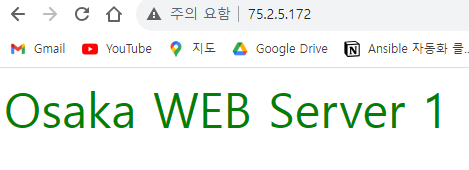 주의 요함 75.2.5.172
Gmail YouTube 지도 Google Drive Ansible 자동화 클..
Osaka WEB Server 1